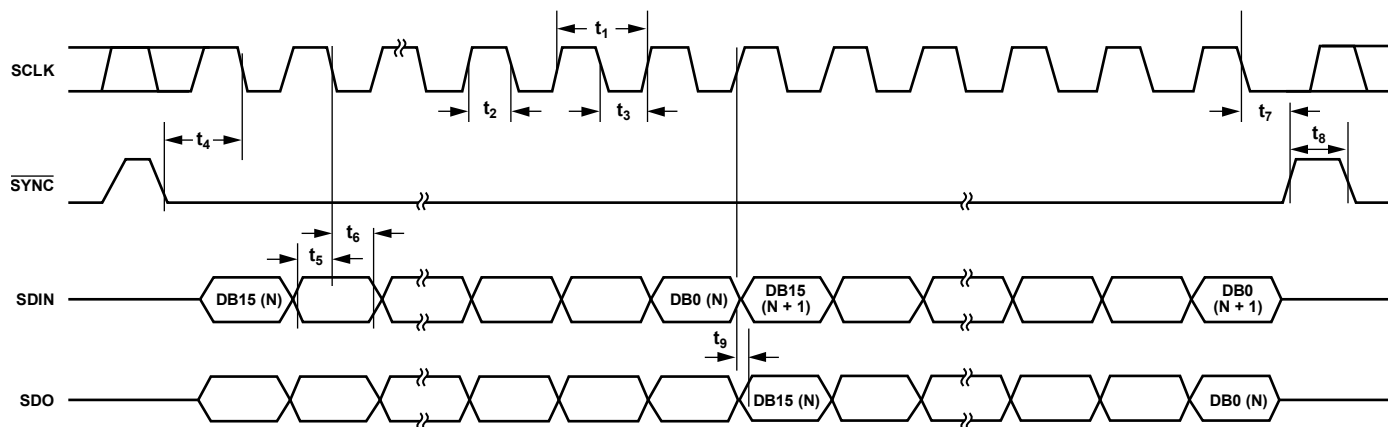 t1
SCLK
t2
t3
t7
t4
t8
SYNC
t6
t5
DB15 (N)
DB0 (N)
DB15
(N + 1)
DB0
(N + 1)
SDIN
t9
SDO
DB15 (N)
DB0 (N)